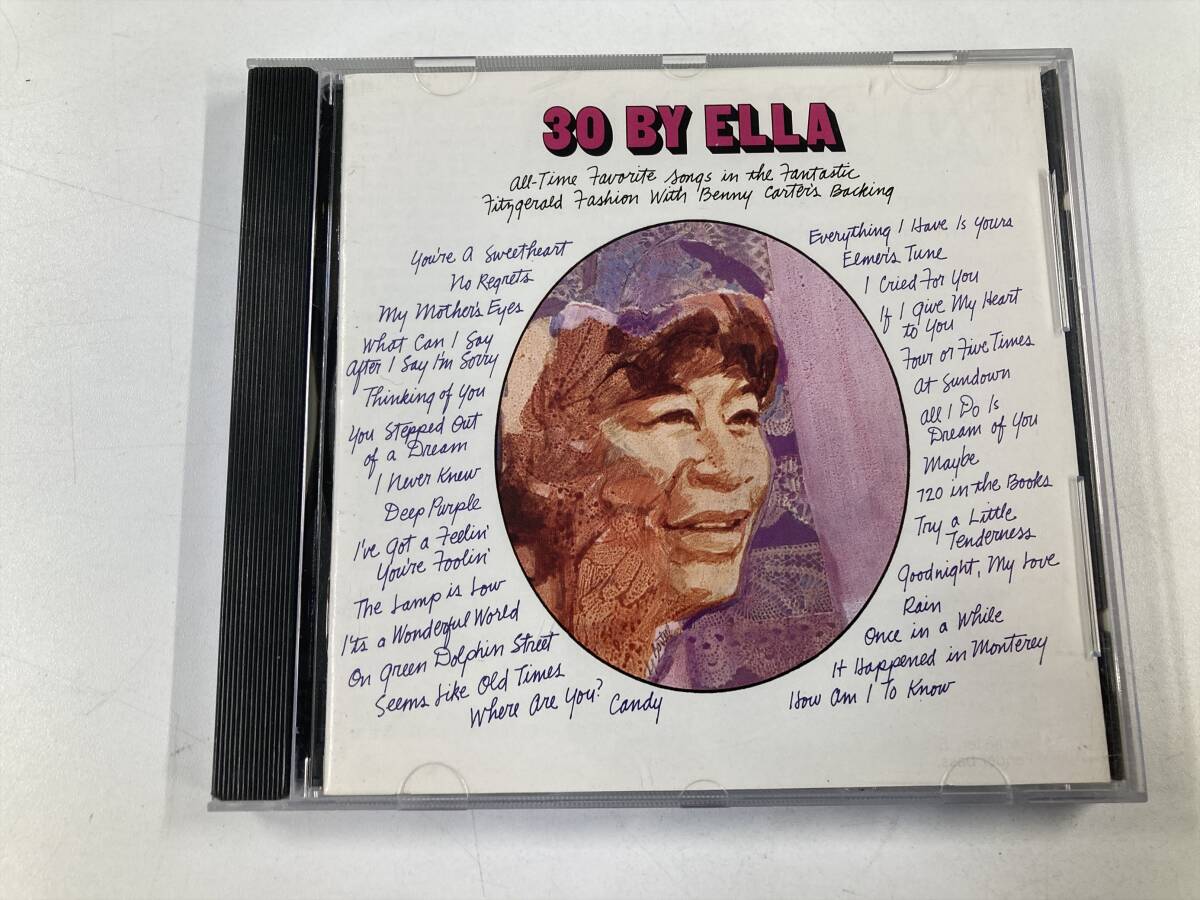 30 BY ELLA
All-Time Favorite Songs in the Fantastic
Fitzgerald Fashion With Benny Carter's Backing
You're A Sweetheart
No Regrets
My Mother's Eyes
What Can I Say
After I Say I'm Sorry
Thinking of You
You Stepped Out
of a Dream
I Never Knew
Deep Purple
I've Got a Feelin'
You're Foolin'
The Lamp is Low
It's a Wonderful World
On Green Dolphin Street
Seems Like Old Times
Where Are You? Candy
Everything I Have Is Yours
Elmer's Tune
I Cried For You
If I Give My Heart
to You
Four or Five Times
At Sundown
All I Do Is
Dream of You
Maybe
720 in the Books
Try a Little
Tenderness
Goodnight, My Love
Rain
Once in a While
It Happened in Monterey
How Am I To Know